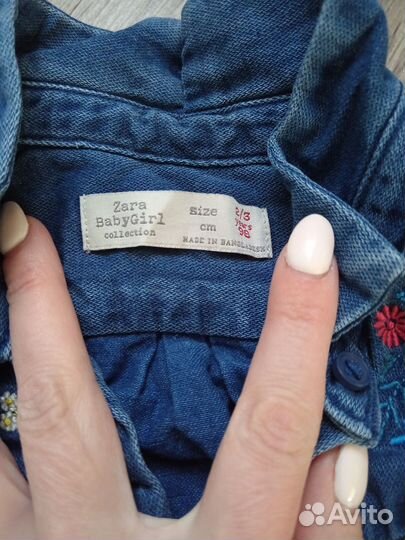 Zara
BabyGirl
collection
size
cm
2/3
Years
98
MADE IN BANGLADESH
Avito